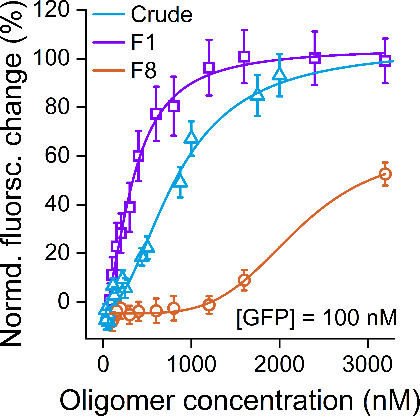 Normd. fluorsc. change (%)
120
100
80
60
40
20
0
Crude
F1
F8
[GFP] = 100 nM
0
1000
2000
3000
Oligomer concentration (nM)